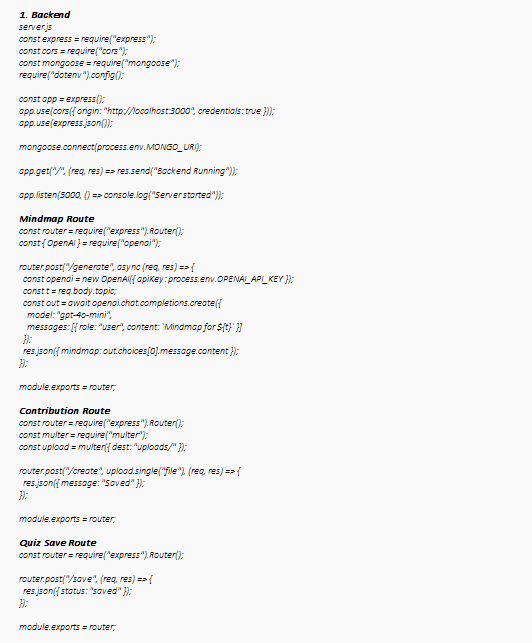 1. Backend
server.js
const express = require("express");
const cors = require("cors");
const mongoose = require("mongoose");
require("dotenv").config();
const app = express();
app.use(cors({ origin: "http://localhost:3000", credentials: true }));
app.use(express.json());
mongoose.connect(process.env.MONGO_URI);
app.get("/", (req, res) => res.send("Backend Running"));
app.listen(5000, () => console.log("Server started"));
Mindmap Route
const router = require("express").Router();
const { OpenAI } = require("openai");
router.post("/generate", async (req, res) => {
const openai = new OpenAI({ apiKey: process.env.OPENAI_API_KEY });
const t = req.body.topic;
const out = await openai.chat.completions.create({
model: "gpt-4o-mini",
messages: [{ role: "user", content: `Mindmap for ${t}` }]
});
res.json({ mindmap: out.choices[0].message.content });
});
module.exports = router;
Contribution Route
const router = require("express").Router();
const multer = require("multer");
const upload = multer({ dest: "uploads/" });
router.post("/create", upload.single("file"), (req, res) => {
res.json({ message: "Saved" });
});
module.exports = router;
Quiz Save Route
const router = require("express").Router();
router.post("/save", (req, res) => {
res.json({ status: "saved" });
});
module.exports = router;